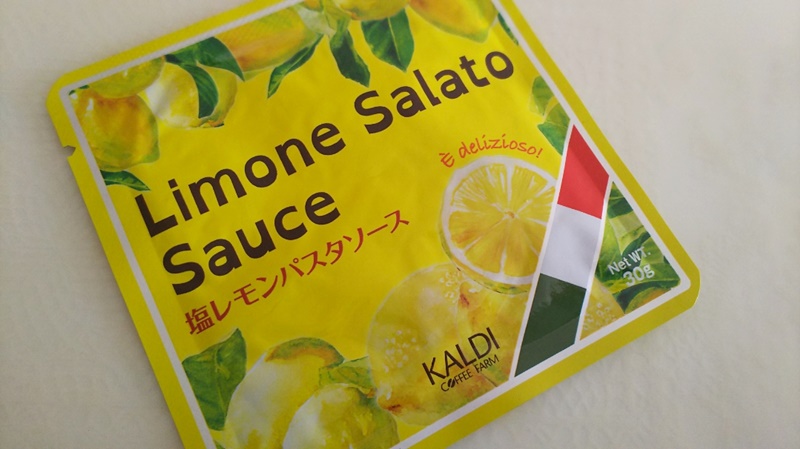 Limone Salato
Sauce
È delizioso!
塩レモンパスタソース
Net WT.
30g
KALDI
COFFEE FARM